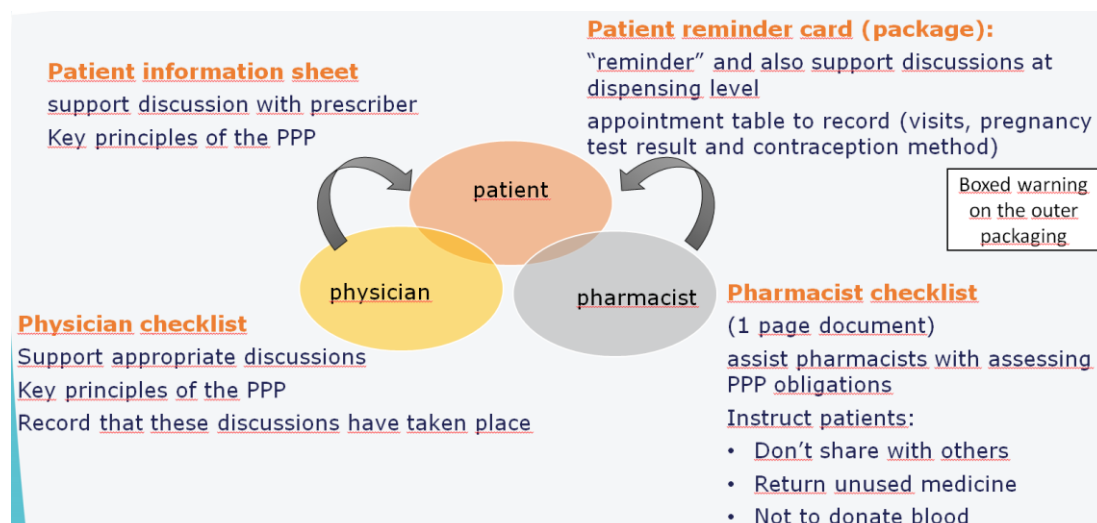 Patient information sheet
support discussion with prescriber
Key principles of the PPP
Patient reminder card (package):
“reminder” and also support discussions at
dispensing level
appointment table to record (visits, pregnancy
test result and contraception method)
Boxed warning
on the outer
packaging
patient
physician
pharmacist
Physician checklist
Support appropriate discussions
Key principles of the PPP
Record that these discussions have taken place
Pharmacist checklist
(1 page document)
assist pharmacists with assessing
PPP obligations
Instruct patients:
• Don’t share with others
• Return unused medicine
• Not to donate blood